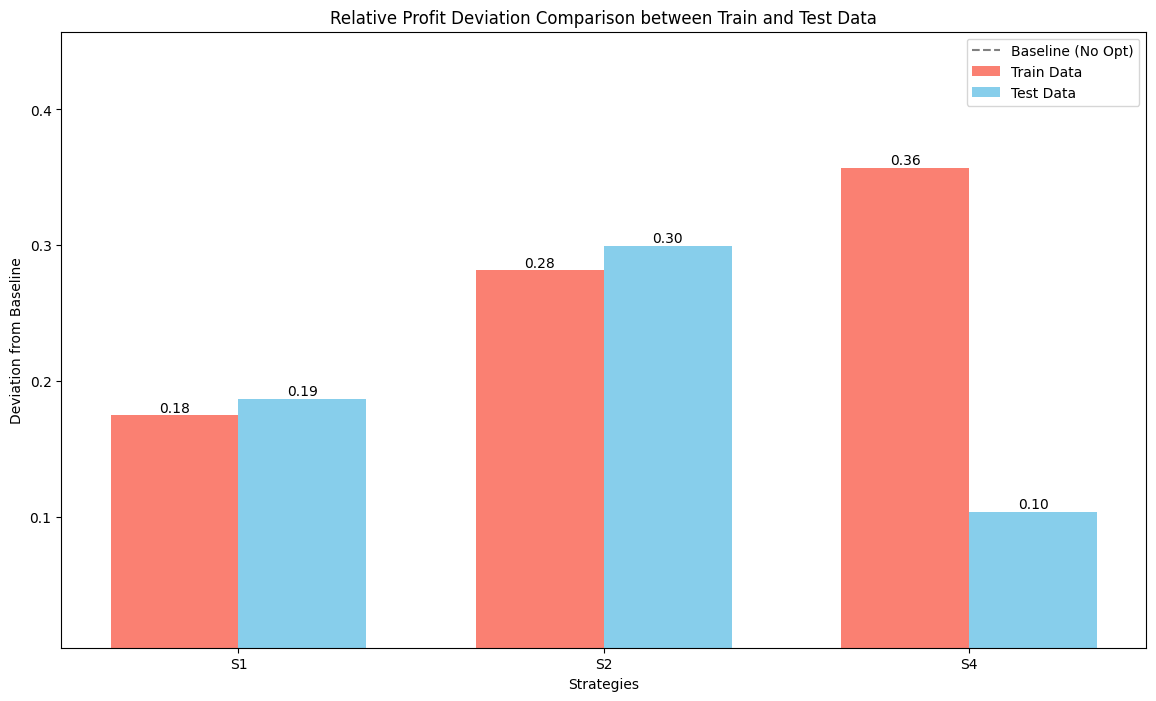 Relative Profit Deviation Comparison between Train and Test Data
Baseline (No Opt)
Train Data
Test Data
Deviation from Baseline
0.4
0.3
0.2
0.1
0.18
0.19
0.28
0.30
0.36
0.10
S1
S2
S4
Strategies